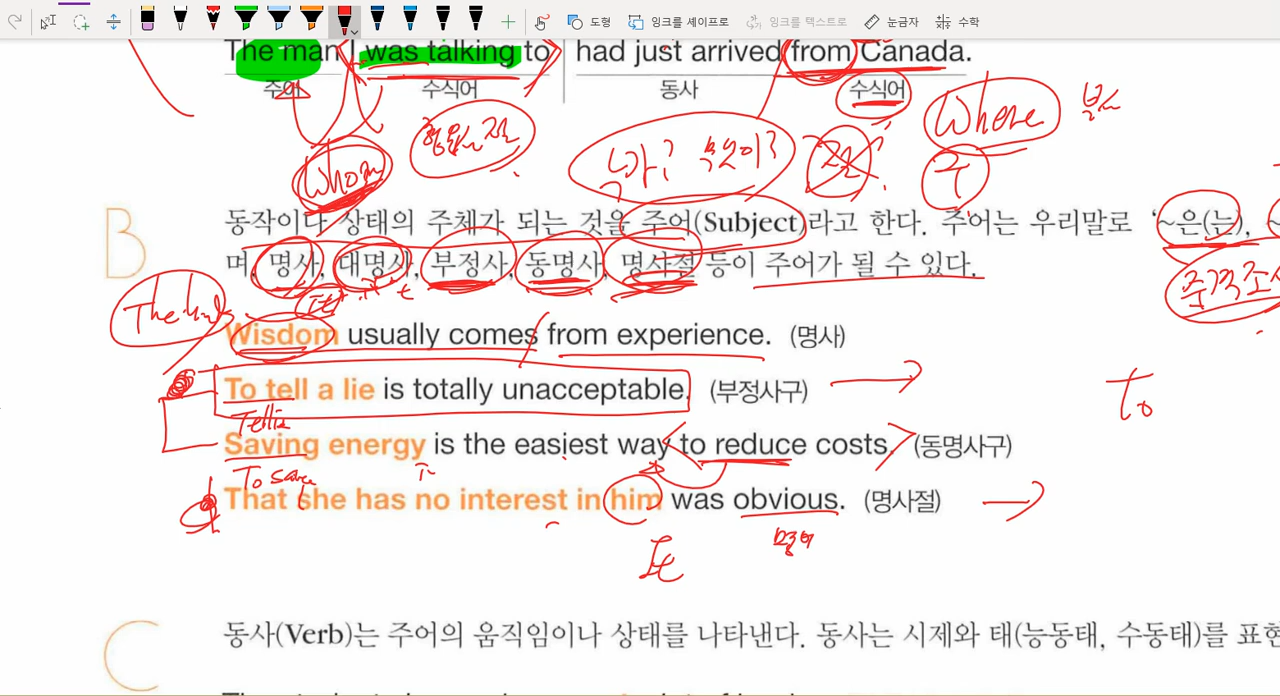 도형 잉크를 셰이프로 잉크를 텍스트로 눈금자 수학
The man I was talking to had just arrived from Canada.
주어 수식어 동사 수식어
Where
whom
누가? 무엇이?
주
B 동작이나 상태의 주체가 되는 것을 주어(Subject)라고 한다. 주어는 우리말로 '~은(는),
며, 명사, 대명사, 부정사, 동명사, 명사절 등이 주어가 될 수 있다.
주격조사
Wisdom usually comes from experience. (명사)
To tell a lie is totally unacceptable. (부정사구)
To
Saving energy is the easiest way to reduce costs. (동명사구)
To save
That she has no interest in him was obvious. (명사절)
It
C 동사(Verb)는 주어의 움직임이나 상태를 나타낸다. 동사는 시제와 태(능동태, 수동태)를 표현